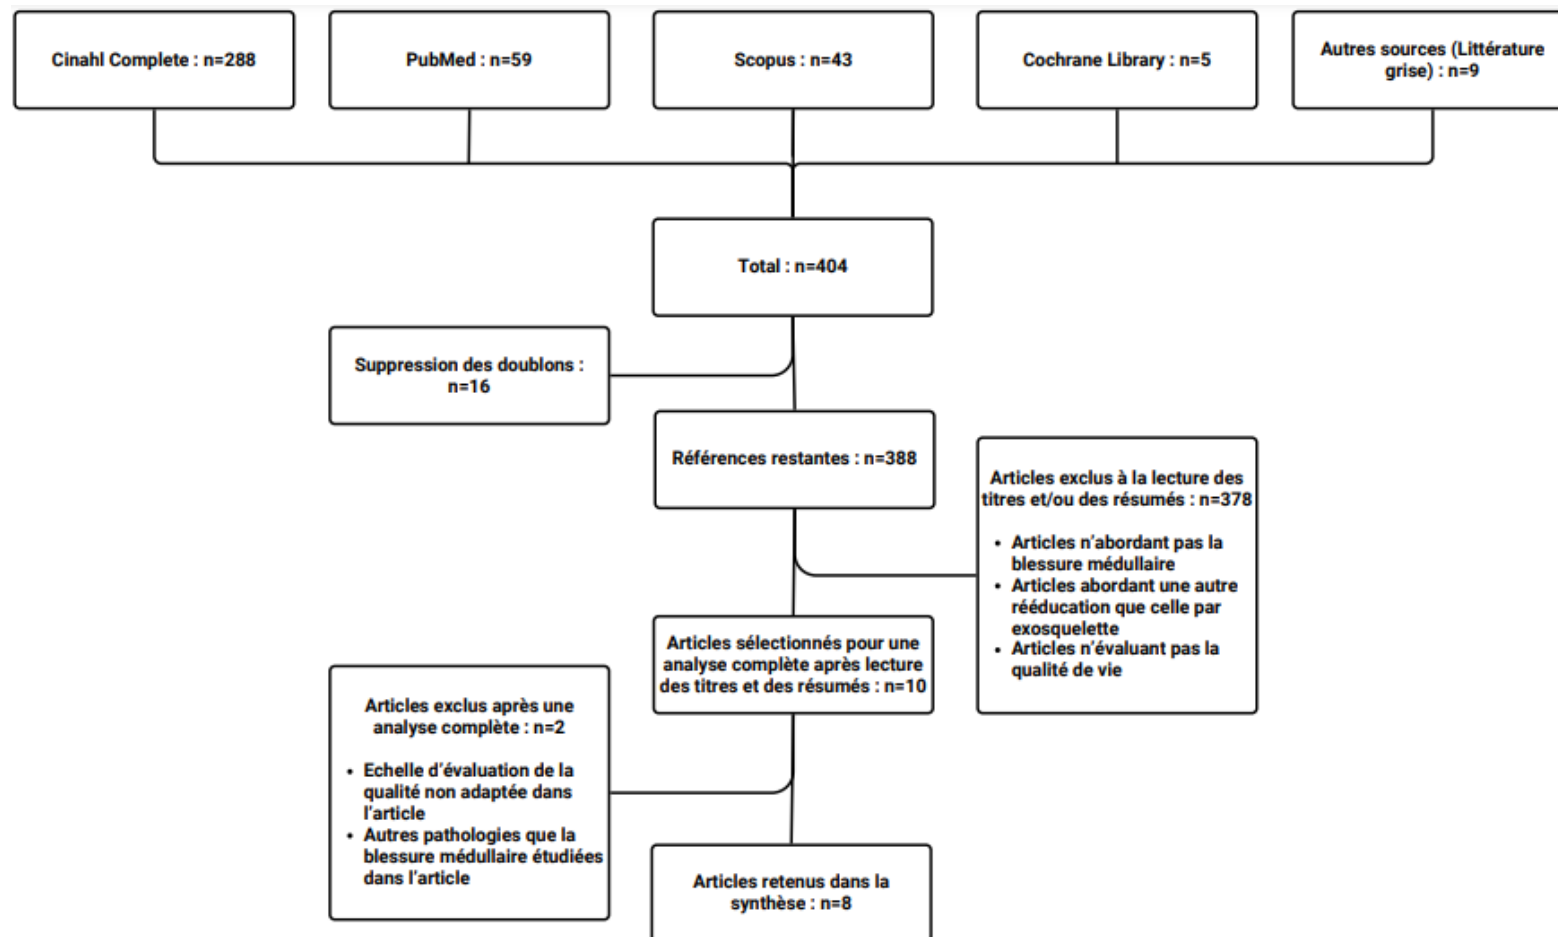 Cinahl Complete : n=288
PubMed : n=59
Scopus : n=43
Cochrane Library : n=5
Autres sources (Littérature
grise) : n=9
Total : n=404
Suppression des doublons :
n=16
Références restantes : n=388
Articles exclus à la lecture des
titres et/ou des résumés : n=378
• Articles n'abordant pas la
blessure médullaire
• Articles abordant une autre
rééducation que celle par
exosquelette
• Articles n'évaluant pas la
qualité de vie
Articles sélectionnés pour une
analyse complète après lecture
des titres et des résumés : n=10
Articles exclus après une
analyse complète : n=2
• Echelle d'évaluation de la
qualité non adaptée dans
l'article
• Autres pathologies que la
blessure médullaire étudiées
dans l'article
Articles retenus dans la
synthèse : n=8